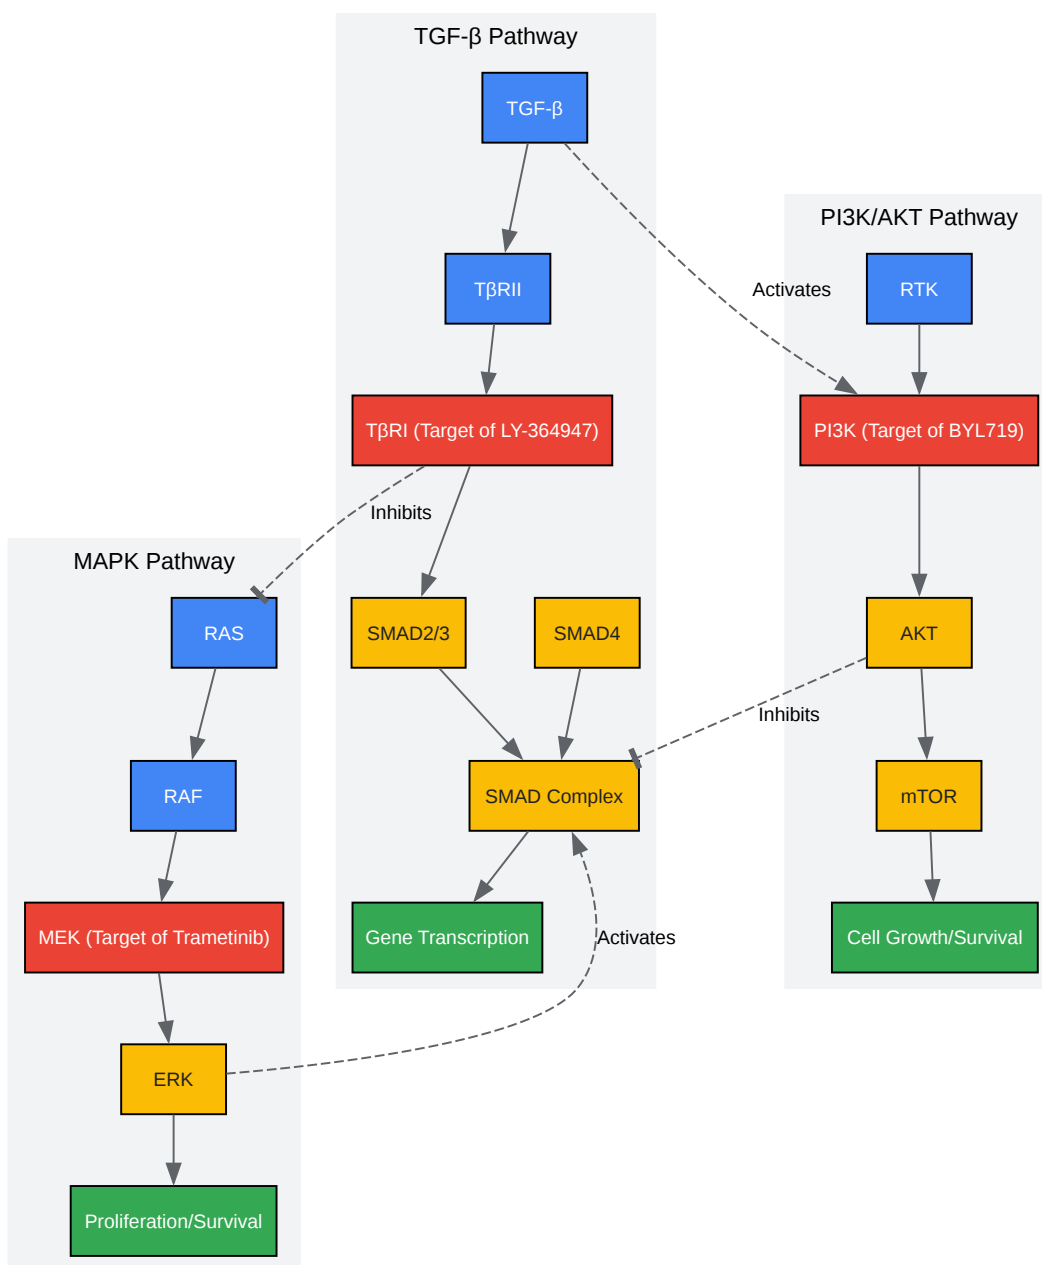 TGF-β Pathway
TGF-β
PI3K/AKT Pathway
TβRII
Activates
RTK
TβRI (Target of LY-364947)
PI3K (Target of BYL719)
Inhibits
MAPK Pathway
RAS
SMAD2/3
SMAD4
AKT
Inhibits
RAF
SMAD Complex
mTOR
MEK (Target of Trametinib)
Gene Transcription
Activates
Cell Growth/Survival
ERK
Proliferation/Survival